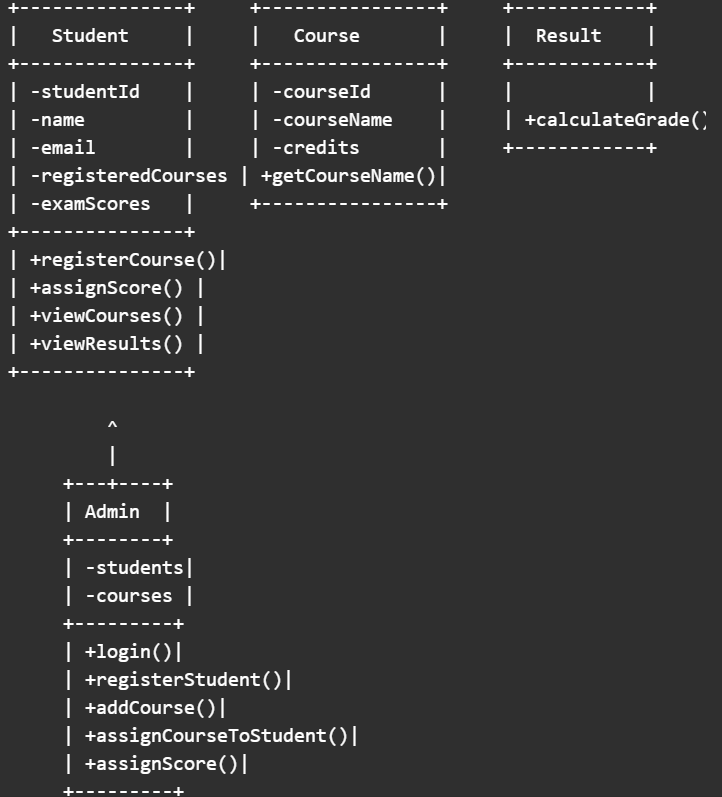 +---------------+     +----------------+     +------------+
|   Student     |     |   Course       |     |  Result    |
+---------------+     +----------------+     +------------+
| -studentId    |     | -courseId      |     |            |
| -name         |     | -courseName    |     | +calculateGrade()
| -email        |     | -credits       |     +------------+
| -registeredCourses | +getCourseName()|
| -examScores   |     +----------------+
+---------------+
| +registerCourse()|
| +assignScore() |
| +viewCourses() |
| +viewResults() |
+---------------+
         ^
         |
     +---+----+
     | Admin  |
     +--------+
     | -students|
     | -courses |
     +---------+
     | +login()|
     | +registerStudent()|
     | +addCourse()|
     | +assignCourseToStudent()|
     | +assignScore()|
     +---------+